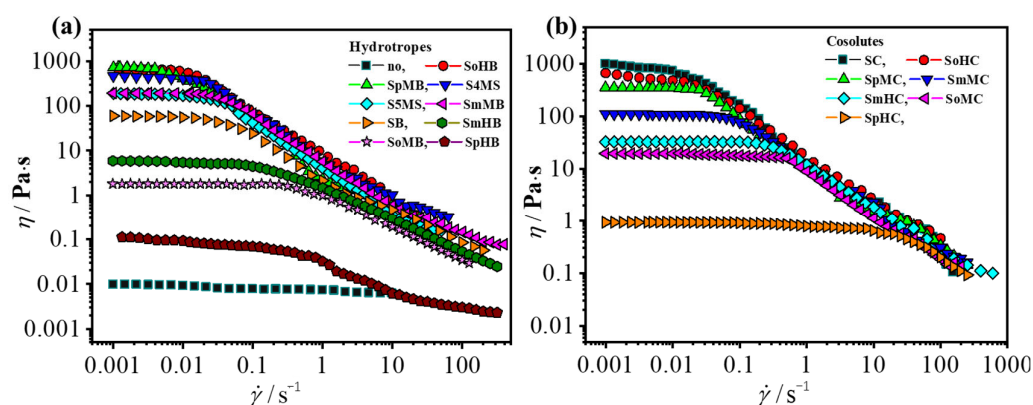 (a)
Hydrotropes
no, SoHB
SpMB, S4MS
S5MS, SmMB
SB, SmHB
SoMB, SpHB
1000
100
10
1
0.1
0.01
0.001
η / Pa·s
0.001 0.01 0.1 1 10 100
γ̇ / s⁻¹
(b)
Cosolutes
SC, SoHC
SpMC, SmMC
SmHC, SoMC
SpHC,
1000
100
10
1
0.1
0.01
η / Pa·s
0.001 0.01 0.1 1 10 100 1000
γ̇ / s⁻¹